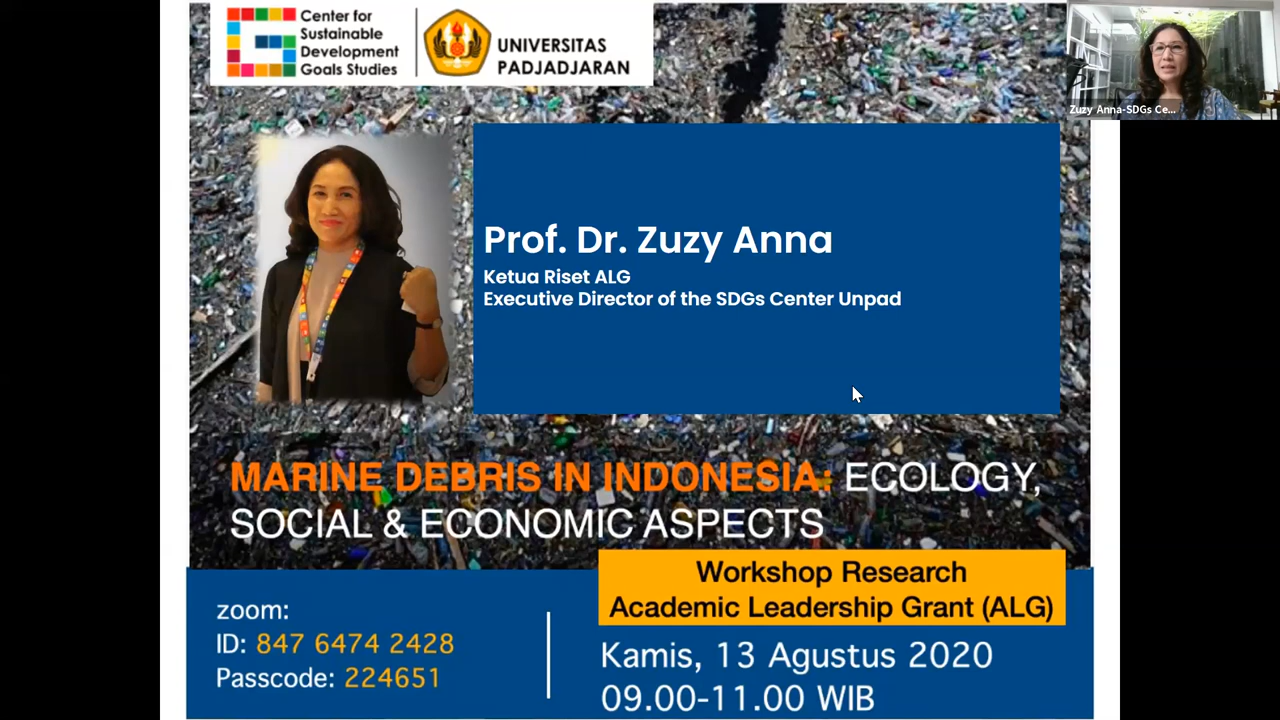 Center for
Sustainable
Development
Goals Studies
UNIVERSITAS
PADJADJARAN
Zuzy Anna-SDGs Ce...
Prof. Dr. Zuzy Anna
Ketua Riset ALG
Executive Director of the SDGs Center Unpad
MARINE DEBRIS IN INDONESIA: ECOLOGY,
SOCIAL & ECONOMIC ASPECTS
Workshop Research
Academic Leadership Grant (ALG)
zoom:
ID: 847 6474 2428
Passcode: 224651
Kamis, 13 Agustus 2020
09.00-11.00 WIB